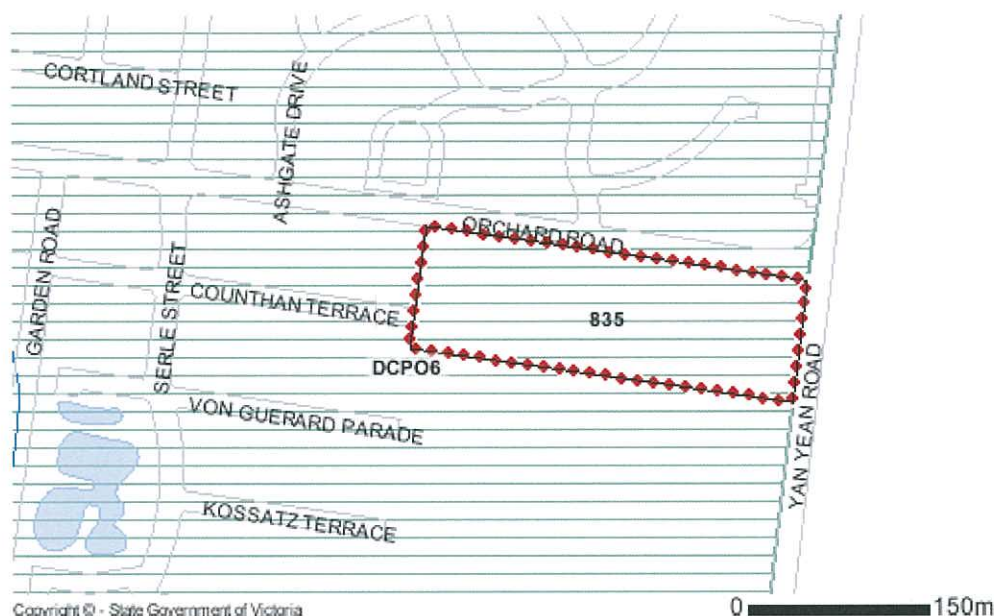 CORTLAND STREET
ASHGATE DRIVE
ORCHARD ROAD
GARDEN ROAD
SERLE STREET
COUNTHAN TERRACE
835
DCPO6
YAN YEAN ROAD
VON GUERARD PARADE
KOSSATZ TERRACE
Copyright © - State Government of Victoria
0 150m